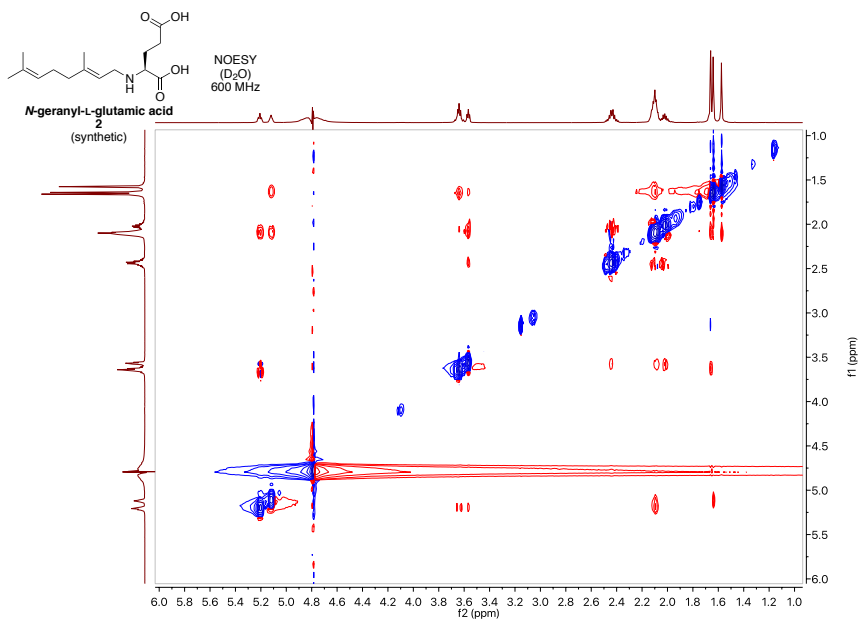 O
OH
NOESY
(D2O)
600 MHz
OH
N
H
O
N-geranyl-L-glutamic acid
2
(synthetic)
1.0
1.5
2.0
2.5
3.0
3.5
4.0
4.5
5.0
5.5
6.0
f1 (ppm)
6.0 5.8 5.6 5.4 5.2 5.0 4.8 4.6 4.4 4.2 4.0 3.8 3.6 3.4 3.2 3.0 2.8 2.6 2.4 2.2 2.0 1.8 1.6 1.4 1.2 1.0
f2 (ppm)